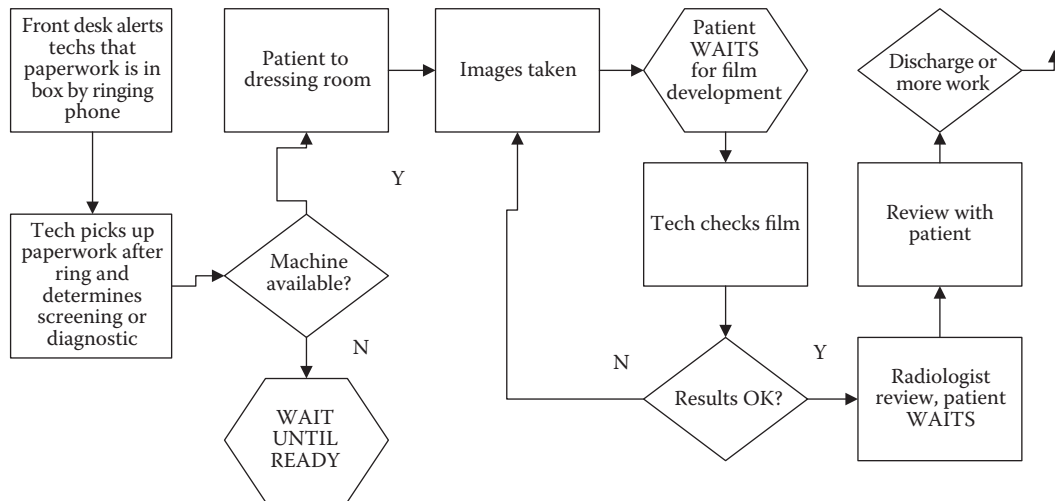 Front desk alerts
techs that
paperwork is in
box by ringing
phone
Tech picks up
paperwork after
ring and
determines
screening or
diagnostic
Machine
available?
Y
N
Patient to
dressing room
WAIT
UNTIL
READY
Images taken
Patient
WAITS
for film
development
Tech checks film
Results OK?
N
Y
Radiologist
review, patient
WAITS
Review with
patient
Discharge or
more work